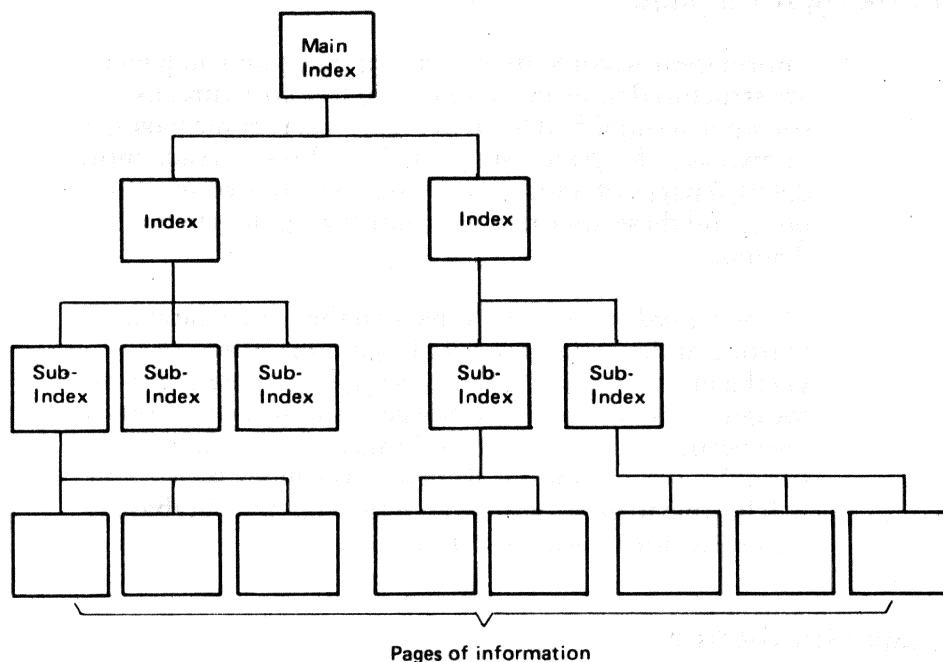 Main
Index
Index
Index
Sub-
Index
Sub-
Index
Sub-
Index
Sub-
Index
Sub-
Index
Pages of information